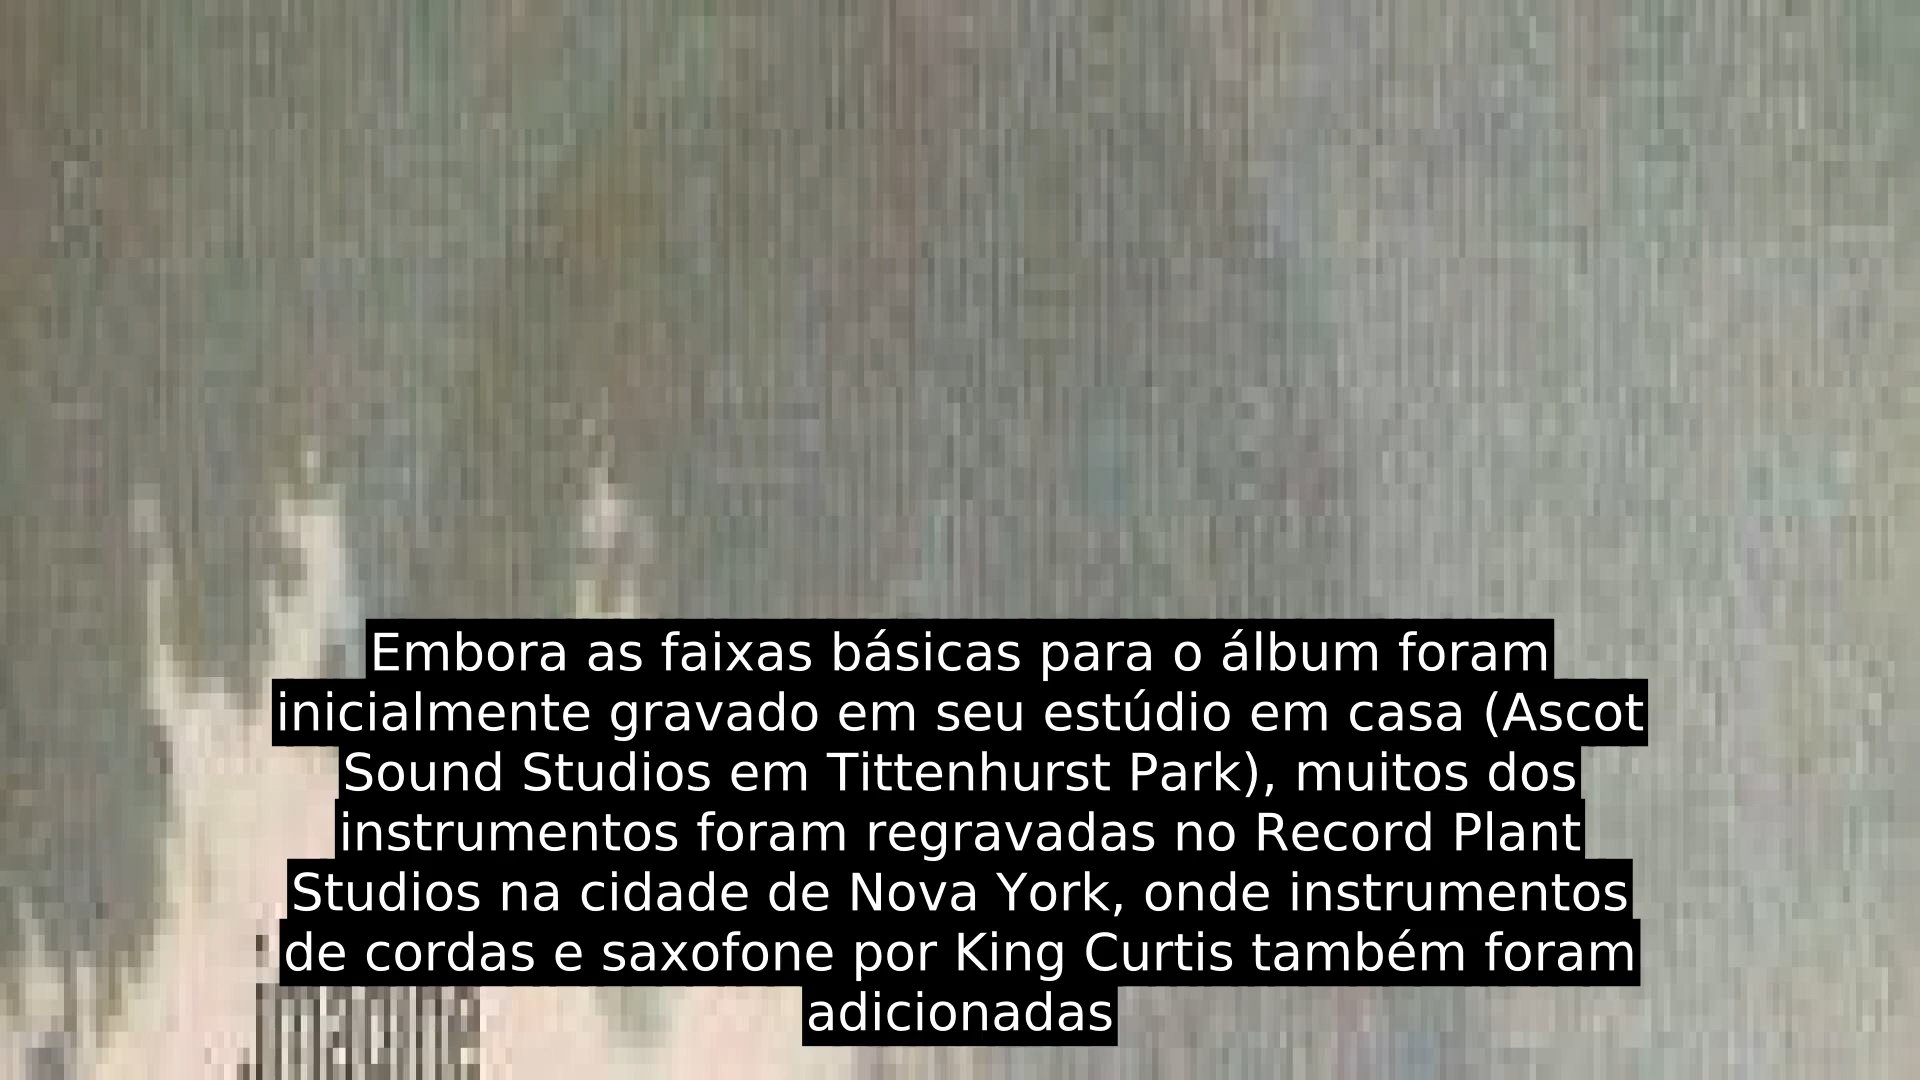 Embora as faixas básicas para o álbum foram
inicialmente gravado em seu estúdio em casa (Ascot
Sound Studios em Tittenhurst Park), muitos dos
instrumentos foram regravadas no Record Plant
Studios na cidade de Nova York, onde instrumentos
de cordas e saxofone por King Curtis também foram
adicionadas